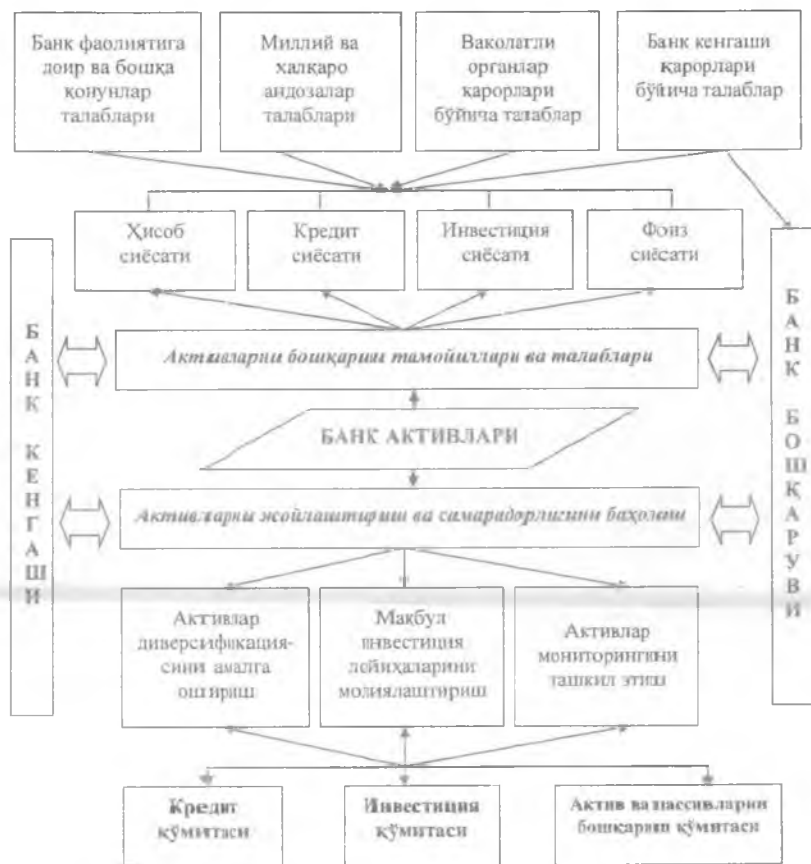 Банк фаолиятига
доир ва бошқа
қонунлар
талаблари
Миллий ва
халқаро
андозалар
талаблари
Ваколатли
органлар
қарорлари
бўйича талаблар
Банк кенгаши
қарорлари
бўйича талаблар
Ҳисоб
сиёсати
Кредит
сиёсати
Инвестиция
сиёсати
Фоиз
сиёсати
БАНК КЕНГАШИ
Активларни бошқариш тамойиллари ва талаблари
БАНК АКТИВЛАРИ
Активларни жойлаштириш ва самарадорлигини баҳолаш
БАНК БОШҚАРУВИ
Активлар
диверсификация-
сини амалга
ошириш
Мақбул
инвестиция
лойиҳаларини
молиялаштириш
Активлар
мониторингини
ташкил этиш
Кредит
қўмитаси
Инвестиция
қўмитаси
Актив ва пассивларни
бошқариш қўмитаси